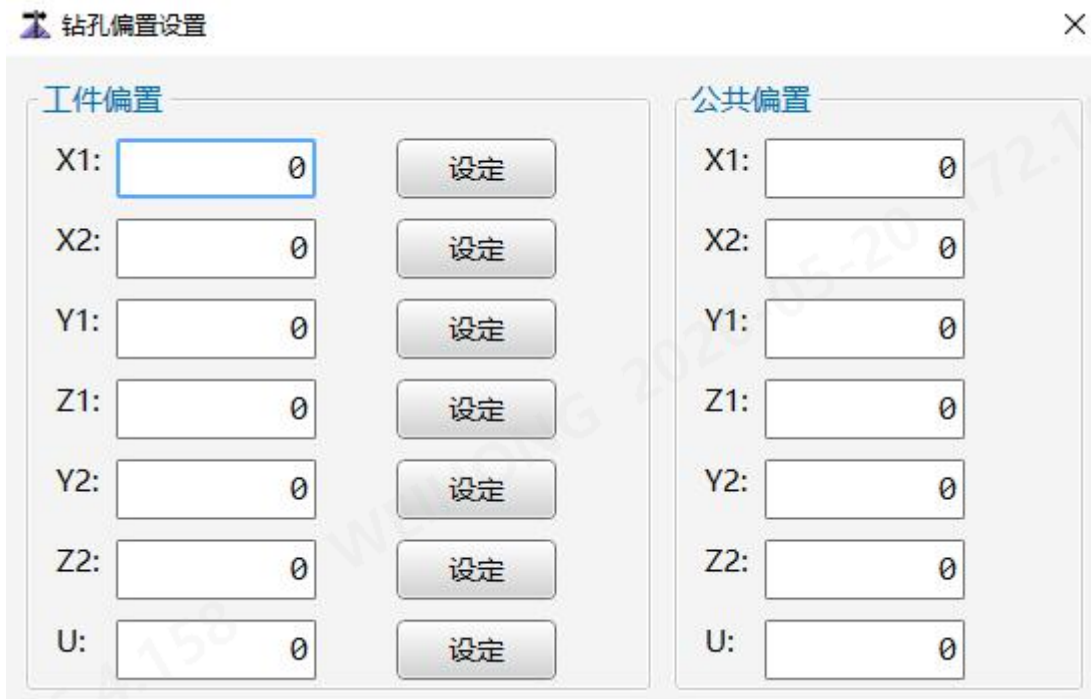 钻孔偏置设置
工件偏置 公共偏置
X1: 0 设定 X1: 0
X2: 0 设定 X2: 0
Y1: 0 设定 Y1: 0
Z1: 0 设定 Z1: 0
Y2: 0 设定 Y2: 0
Z2: 0 设定 Z2: 0
U: 0 设定 U: 0